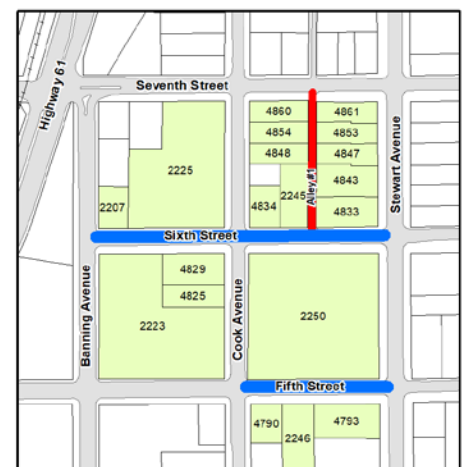 Highway 61
Seventh Street
4860
4861
4854
4853
2225
4848
4847
Alley #1
Stewart Avenue
2245
4843
2207
4834
4833
Sixth Street
4829
4825
Banning Avenue
2223
Cook Avenue
2250
Fifth Street
4790
2246
4793